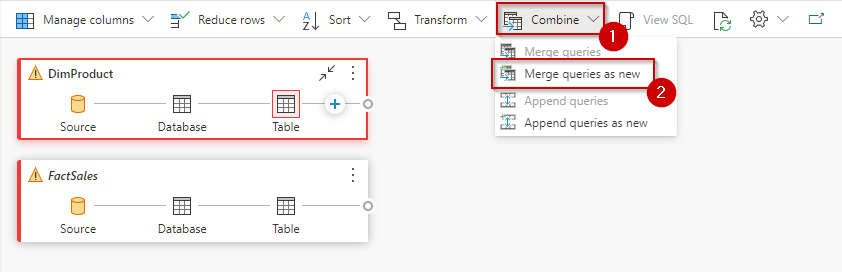 Manage columns Reduce rows Sort Transform Combine View SQL
1
Merge queries
Merge queries as new
2
Append queries
Append queries as new
DimProduct
Source Database Table
FactSales
Source Database Table